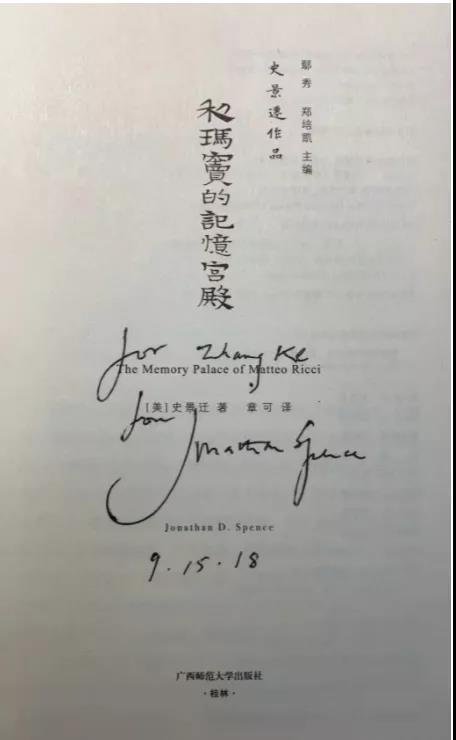 鄢秀 郑培凯 主编
史景遷作品
利瑪竇的記憶宮殿
for Zhang Ke
The Memory Palace of Matteo Ricci
[美]史景迁 著 章可 译
from
Jonathan Spence
Jonathan D. Spence
9.15.18
广西师范大学出版社
·桂林·